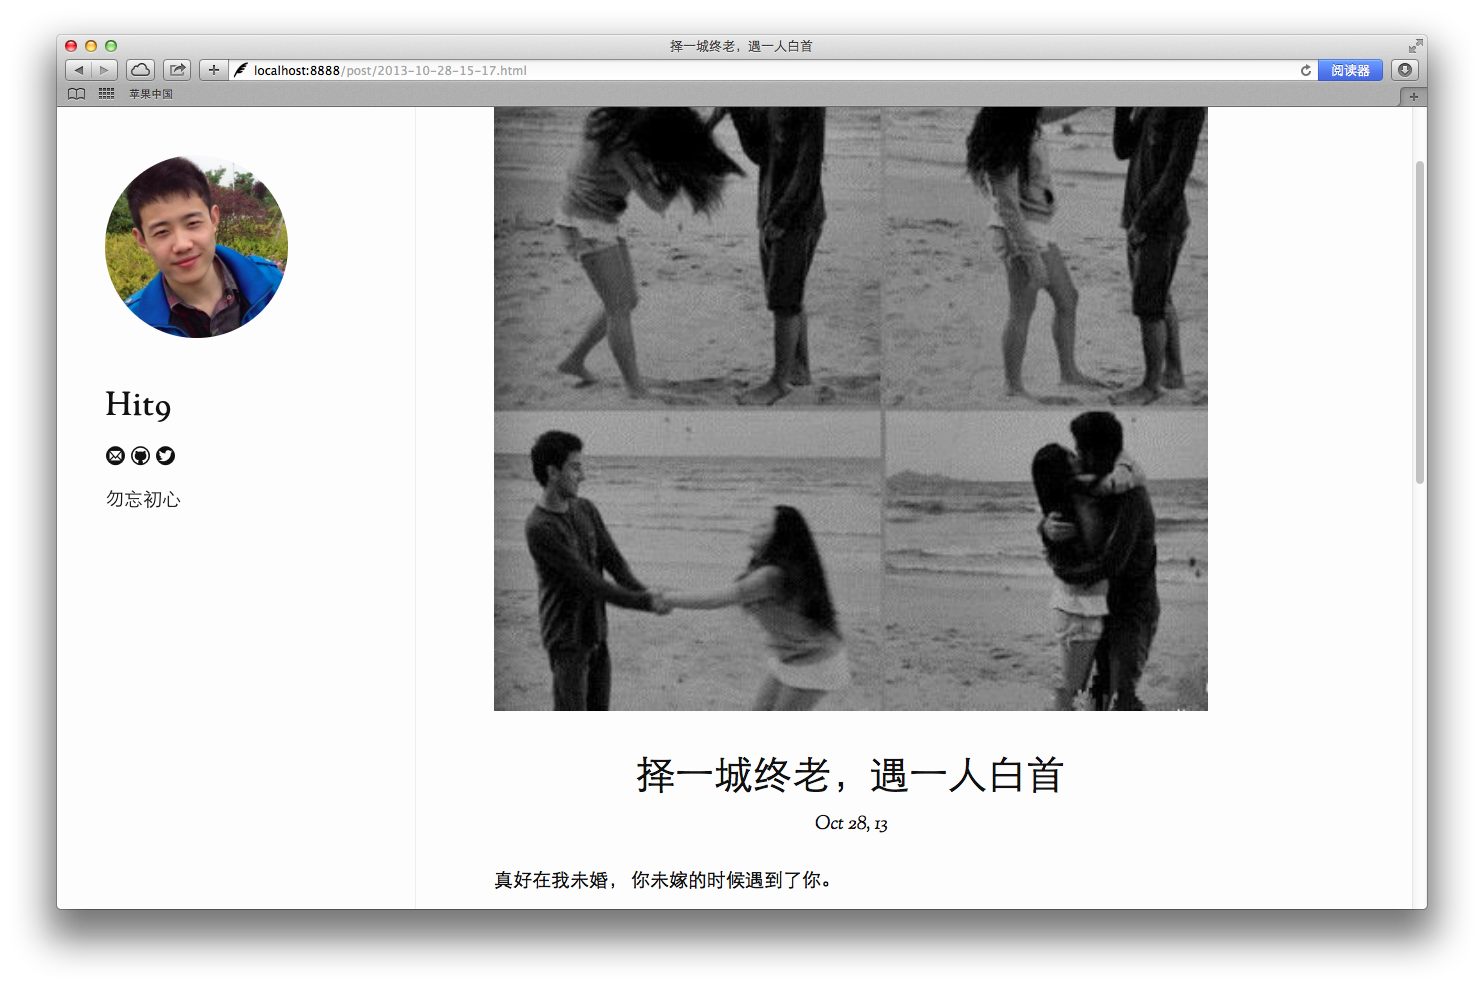 择一城终老，遇一人白首
localhost:8888/post/2013-10-28-15-17.html
阅读器
苹果中国
Hit9
勿忘初心
择一城终老，遇一人白首
Oct 28, 13
真好在我未婚，你未嫁的时候遇到了你。